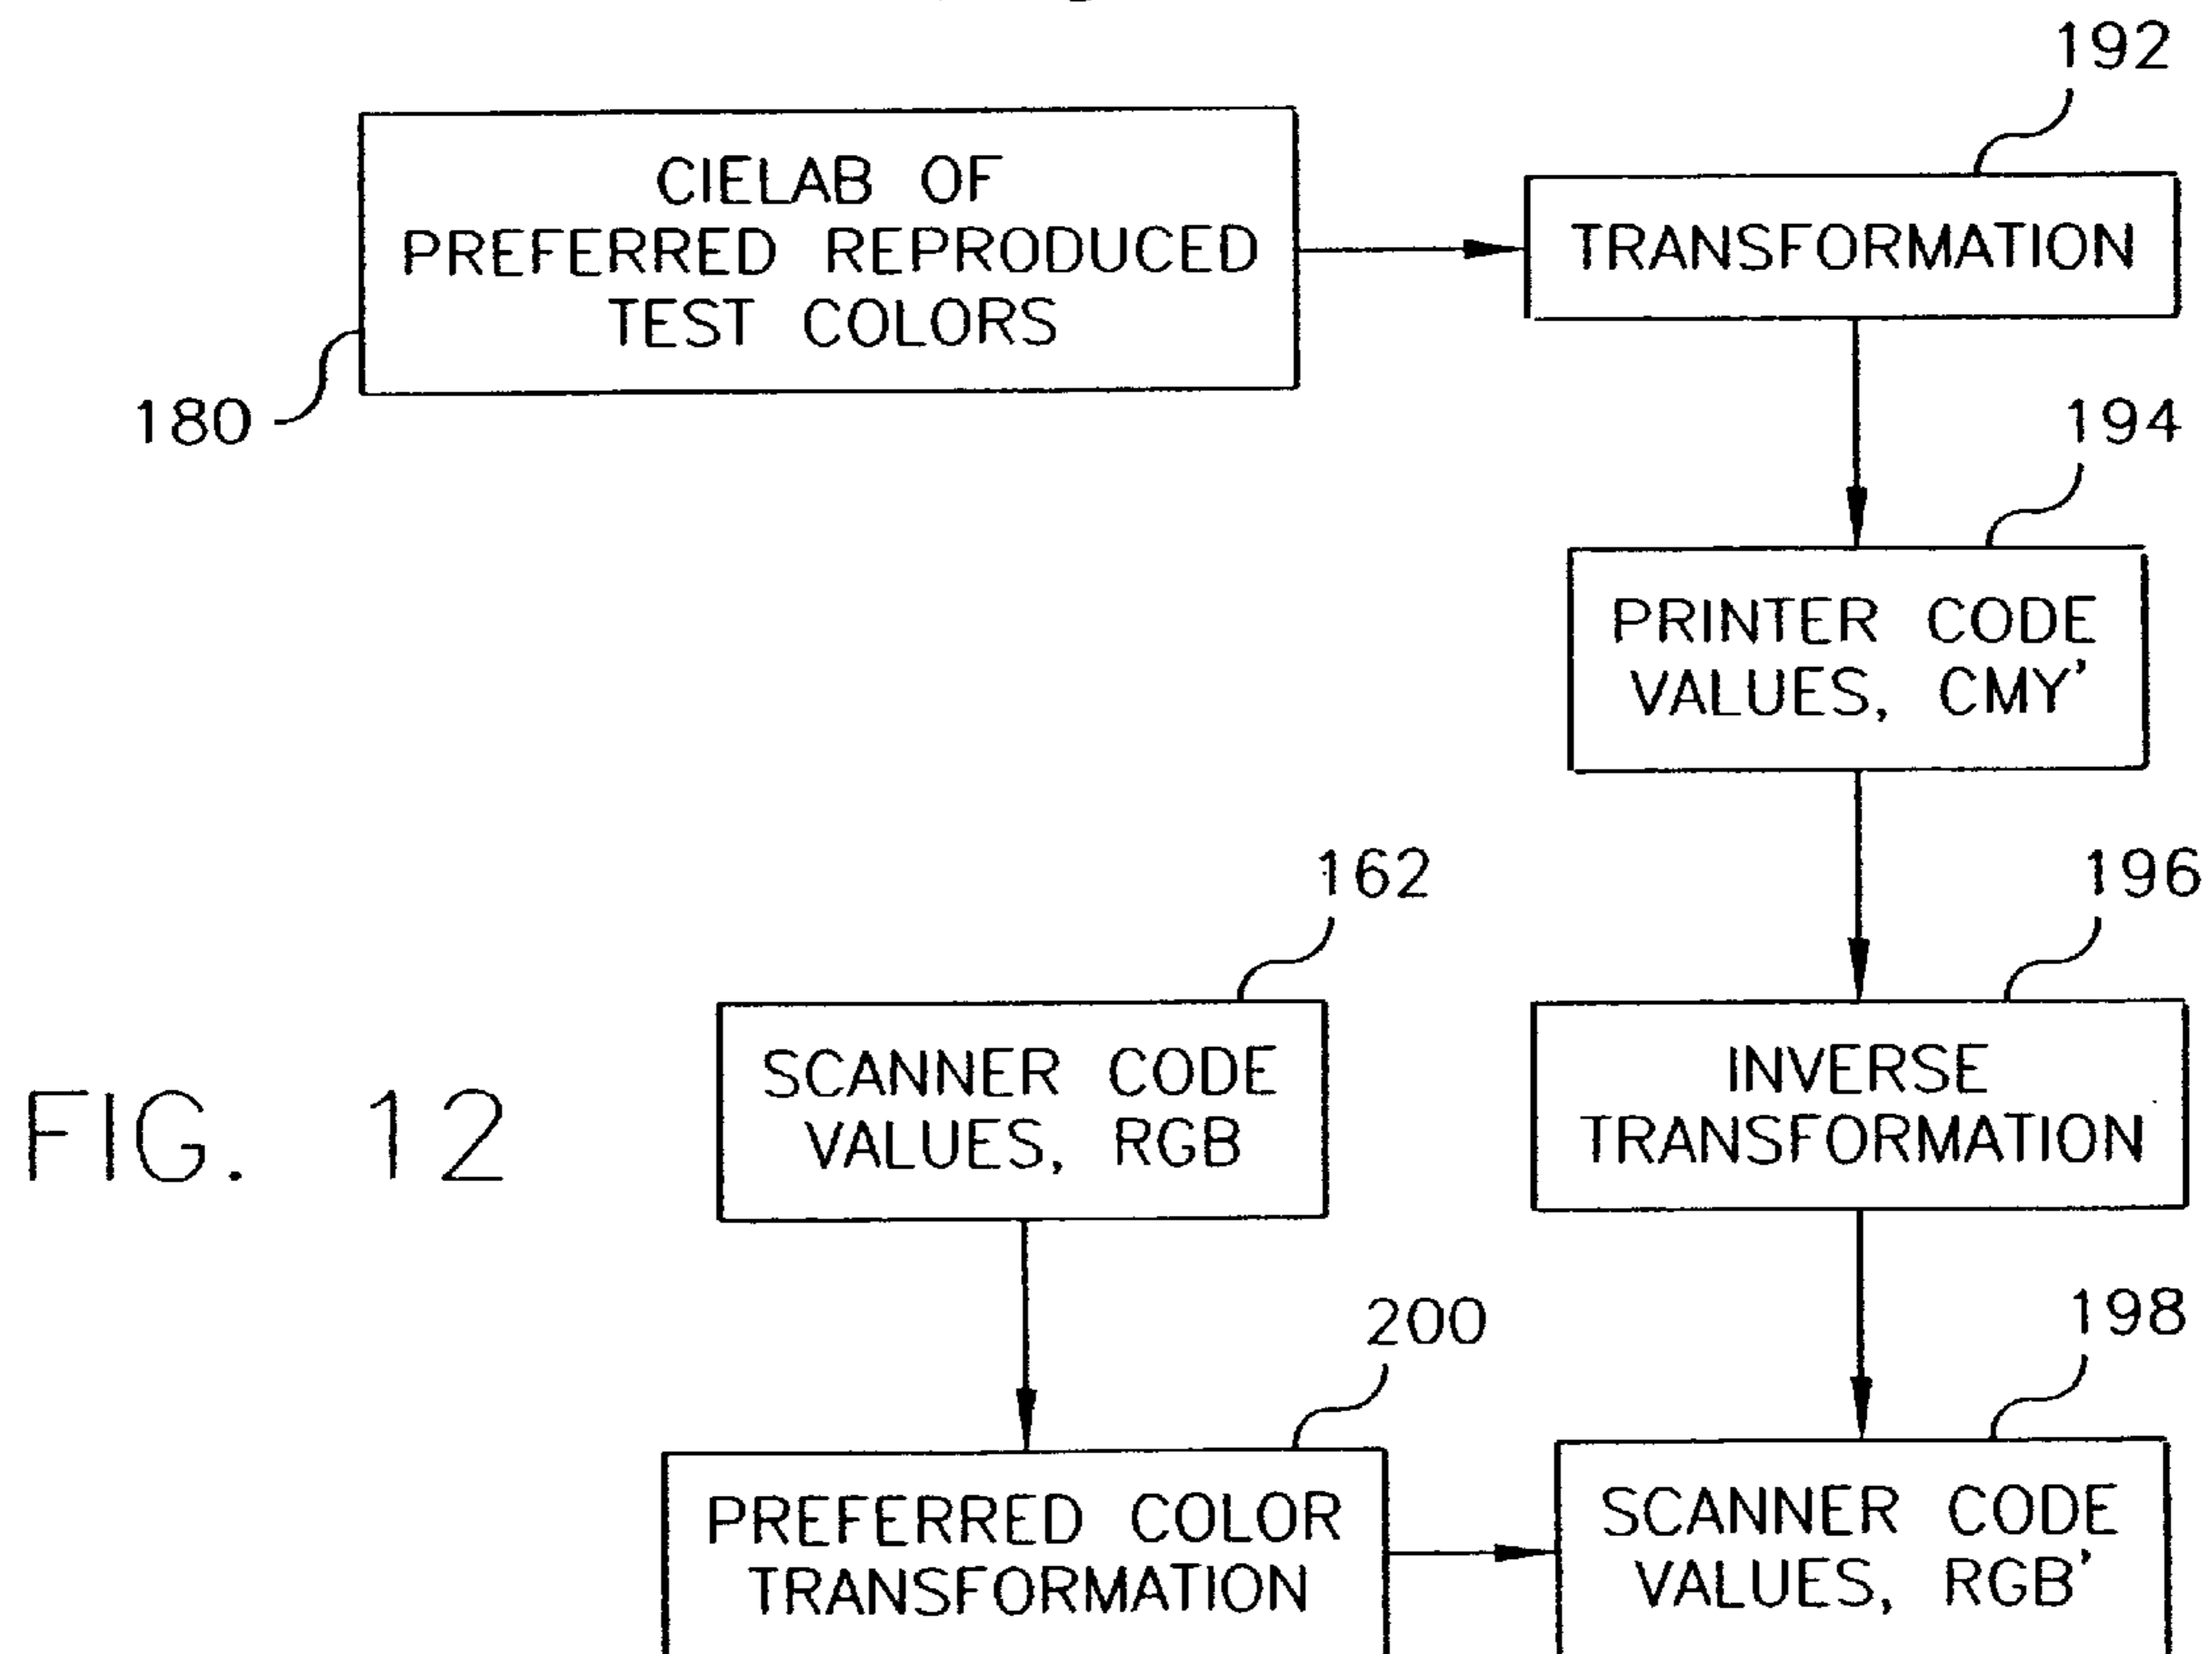 192
CIELAB OF
PREFERRED REPRODUCED
TEST COLORS
TRANSFORMATION
180
194
PRINTER CODE
VALUES, CMY'
162
196
SCANNER CODE
VALUES, RGB
INVERSE
TRANSFORMATION
FIG. 12
200
198
PREFERRED COLOR
TRANSFORMATION
SCANNER CODE
VALUES, RGB'